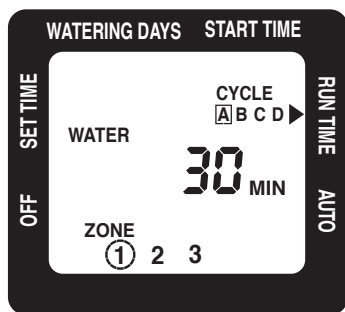 WATERING DAYS START TIME
SET TIME
OFF
CYCLE
A B C D
WATER
30 MIN
ZONE
1 2 3
RUN TIME
AUTO